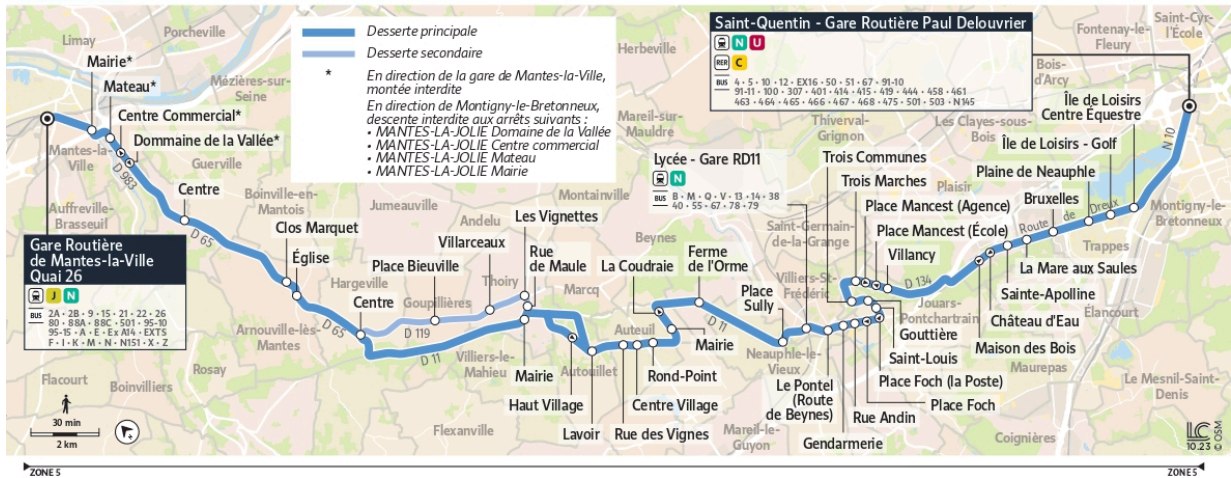 Desserte principale
Desserte secondaire
* En direction de la gare de Mantes-la-Ville,
montée interdite
En direction de Montigny-le-Bretonneux,
descente interdite aux arrêts suivants :
• MANTES-LA-JOLIE Domaine de la Vallée
• MANTES-LA-JOLIE Centre commercial
• MANTES-LA-JOLIE Mateau
• MANTES-LA-JOLIE Mairie
Saint-Quentin - Gare Routière Paul Delouvrier
N U
RER C
BUS 4 • 5 • 10 • 12 • EX16 • 50 • 51 • 67 • 91-10
91-11 • 100 • 307 • 401 • 414 • 415 • 419 • 444 • 458 • 461
463 • 464 • 465 • 466 • 467 • 468 • 475 • 501 • 503 • N145
Gare Routière
de Mantes-la-Ville
Quai 26
J N
BUS 2A • 2B • 9 • 15 • 21 • 22 • 26
80 • 88A • 88C • 501 • 95-10
95-15 • A • E • Ex A14 • EXT5
F • I • K • M • N • N151 • X • Z
Lycée - Gare RD11
N
BUS B • M • Q • V • 13 • 14 • 38
40 • 55 • 67 • 78 • 79
Mairie*
Mateau*
Centre Commercial*
Dommaine de la Vallée*
Centre
Clos Marquet
Église
Centre
Place Bieuville
Villarceaux
Les Vignettes
Rue
de Maule
Mairie
Haut Village
Lavoir
Rue des Vignes
Centre Village
Rond-Point
Mairie
La Coudraie
Ferme
de l'Orme
Place
Sully
Le Pontel
(Route
de Beynes)
Gendarmerie
Rue Andin
Place Foch
Place Foch (la Poste)
Saint-Louis
Gouttière
Trois Communes
Trois Marches
Place Mancest (Agence)
Place Mancest (École)
Villancy
Maison des Bois
Château d'Eau
Sainte-Apolline
La Mare aux Saules
Bruxelles
Plaine de Neauphle
Île de Loisirs - Golf
Île de Loisirs
Centre Équestre
Limay
Porcheville
Mézières-sur-
Seine
Mantes-la-
Ville
Guerville
Auffreville-
Brasseuil
Boinville-en-
Mantois
Jumeauville
Andelu
Montainville
Hargeville
Goupillières
Thoiry
Marcq
Beynes
Herbeville
Mareil-sur-
Mauldre
Arnouville-lès-
Mantes
Villiers-le-
Mahieu
Autouillet
Auteuil
Flacourt
Boinvilliers
Rosay
Flexanville
Saint-Germain-
de-la-Grange
Villiers-St-
Frédéric
Neauphle-le-
Vieux
Mareil-le-
Guyon
Thiverval-
Grignon
Plaisir
Les Clayes-sous-
Bois
Bois-
d'Arcy
Fontenay-le-
Fleury
Saint-Cyr-
l'École
Montigny-le-
Bretonneux
Trappes
Élancourt
Jouars-
Pontchartrain
Maurepas
Coignières
Le Mesnil-Saint-
Denis
D 983
D 65
D 65
D 119
D 11
D 11
D 134
Route de Dreux
N 10
30 min
2 km
LC
10.23
© OSM
ZONE 5
ZONE 5